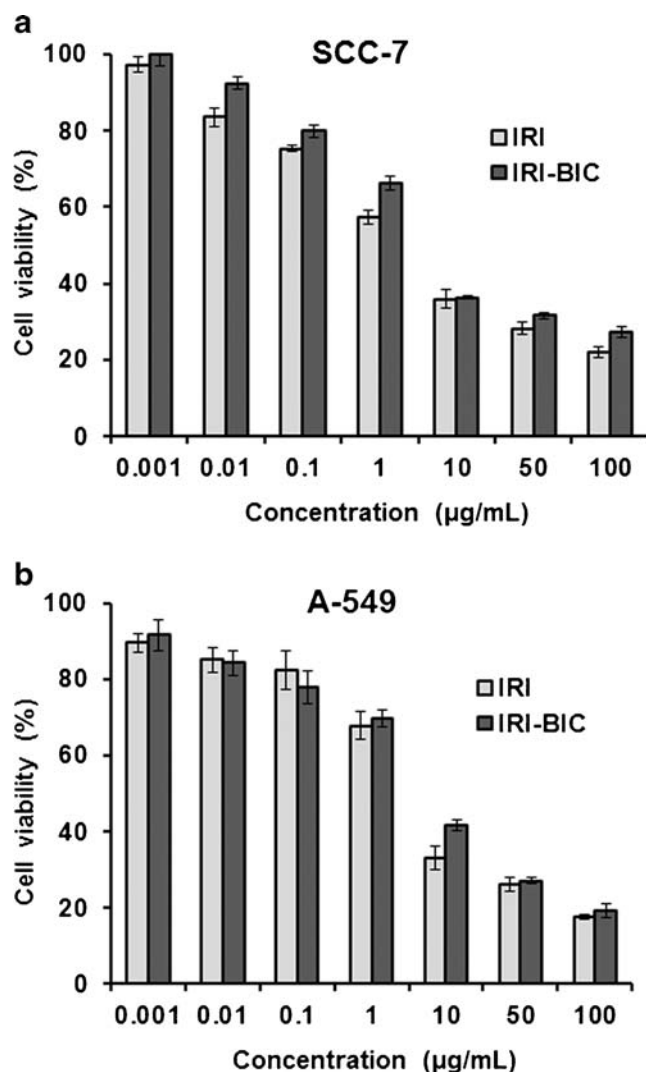 a
SCC-7
100
80
60
40
20
0
Cell viability (%)
IRI
IRI-BIC
0.001 0.01 0.1 1 10 50 100
Concentration (µg/mL)
b
A-549
100
80
60
40
20
0
Cell viability (%)
IRI
IRI-BIC
0.001 0.01 0.1 1 10 50 100
Concentration (µg/mL)